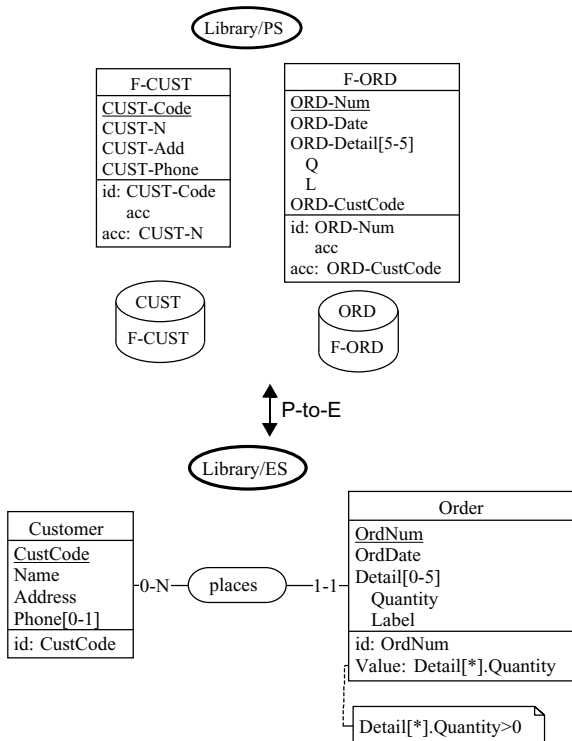 Library/PS
F-CUST
CUST-Code
CUST-N
CUST-Add
CUST-Phone
id: CUST-Code
acc
acc: CUST-N
F-ORD
ORD-Num
ORD-Date
ORD-Detail[5-5]
Q
L
ORD-CustCode
id: ORD-Num
acc
acc: ORD-CustCode
CUST
F-CUST
ORD
F-ORD
P-to-E
Library/ES
Customer
CustCode
Name
Address
Phone[0-1]
id: CustCode
0-N
places
1-1
Order
OrdNum
OrdDate
Detail[0-5]
Quantity
Label
id: OrdNum
Value: Detail[*].Quantity
Detail[*].Quantity>0